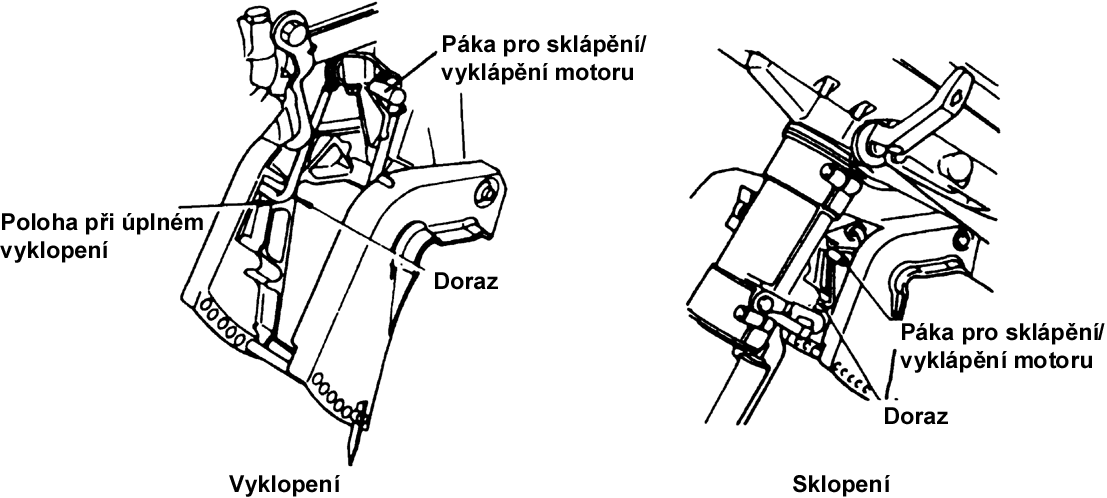 Páka pro sklápění/
vyklápění motoru
Poloha při úplném
vyklopení
Doraz
Vyklopení
Páka pro sklápění/
vyklápění motoru
Doraz
Sklopení